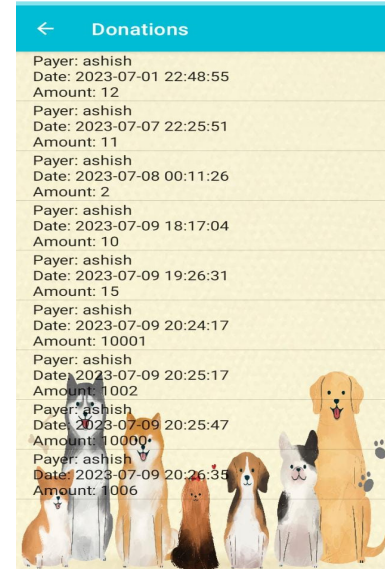 Donations
Payer: ashish
Date: 2023-07-01 22:48:55
Amount: 12
Payer: ashish
Date: 2023-07-07 22:25:51
Amount: 11
Payer: ashish
Date: 2023-07-08 00:11:26
Amount: 2
Payer: ashish
Date: 2023-07-09 18:17:04
Amount: 10
Payer: ashish
Date: 2023-07-09 19:26:31
Amount: 15
Payer: ashish
Date: 2023-07-09 20:24:17
Amount: 10001
Payer: ashish
Date: 2023-07-09 20:25:17
Amount: 1002
Payer: ashish
Date: 2023-07-09 20:25:47
Amount: 10000
Payer: ashish
Date: 2023-07-09 20:26:35
Amount: 1006